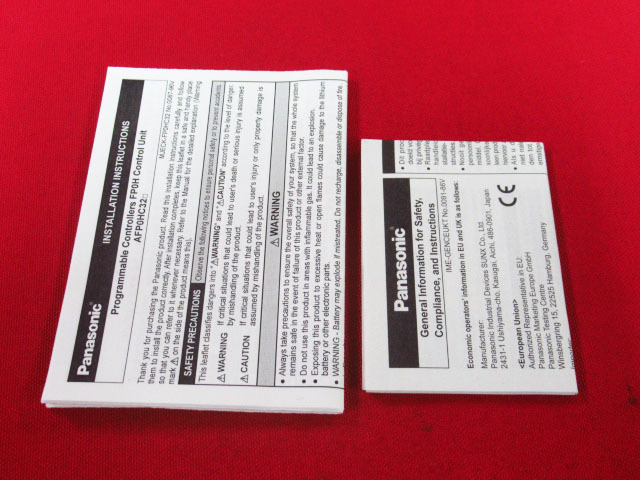 Panasonic
INSTALLATION INSTRUCTIONS
Programmable Controllers FP0H Control Unit
AFP0HC32□
MJECX-FP0HC32 No.0087-86V
Thank you for purchasing the Panasonic product. Read this installation instructions carefully and follow
them to install the product correctly. After installation completes, keep this leaflet in a safe and handy place
so that you can refer to it whenever necessary. Refer to the Manual for the detailed explanation (Warning
mark ⚠, on the side of the product means this).
SAFETY PRECAUTIONS
Observe the following notices to ensure personal safety or to prevent accidents.
This leaflet classifies dangers into "⚠WARNING" and "⚠CAUTION" according to the level of danger.
⚠ WARNING If critical situations that could lead to user's death or serious injury is assumed
by mishandling of the product.
⚠ CAUTION If critical situations that could lead to user's injury or only property damage is
assumed by mishandling of the product.
⚠ WARNING
• Always take precautions to ensure the overall safety of your system, so that the whole system
remains safe in the event of failure of this product or other external factor.
• Do not use this product in areas with inflammable gas. It could lead to an explosion.
• Exposing this product to excessive heat or open flames could cause damage to the lithium
battery or other electronic parts.
• WARNING - Battery may explode if mistreated. Do not recharge, disassemble or dispose of fire.
Panasonic
General Information for Safety,
Compliance, and Instructions
IME-GENCEUKT No.0091-86V
Economic operators' information in EU and UK is as follows:
Manufacturer:
Panasonic Industrial Devices SUNX Co., Ltd.
2431-1 Ushiyama-cho, Kasugai, Aichi, 486-0901, Japan
CE
<European Union>
Authorized Representative in EU:
Panasonic Marketing Europe GmbH
Panasonic Testing Centre
Winsbergring 15, 22525 Hamburg, Germany
• Dit
• Als u